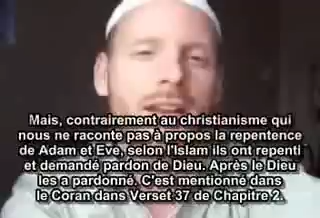 Mais, contrairement au christianisme qui
nous ne raconte pas à propos la repentence
de Adam et Eve, selon l'Islam ils ont repenti
et demandé pardon de Dieu. Après le Dieu
les a pardonné. C'est mentionné dans
le Coran dans Verset 37 de Chapitre 2.